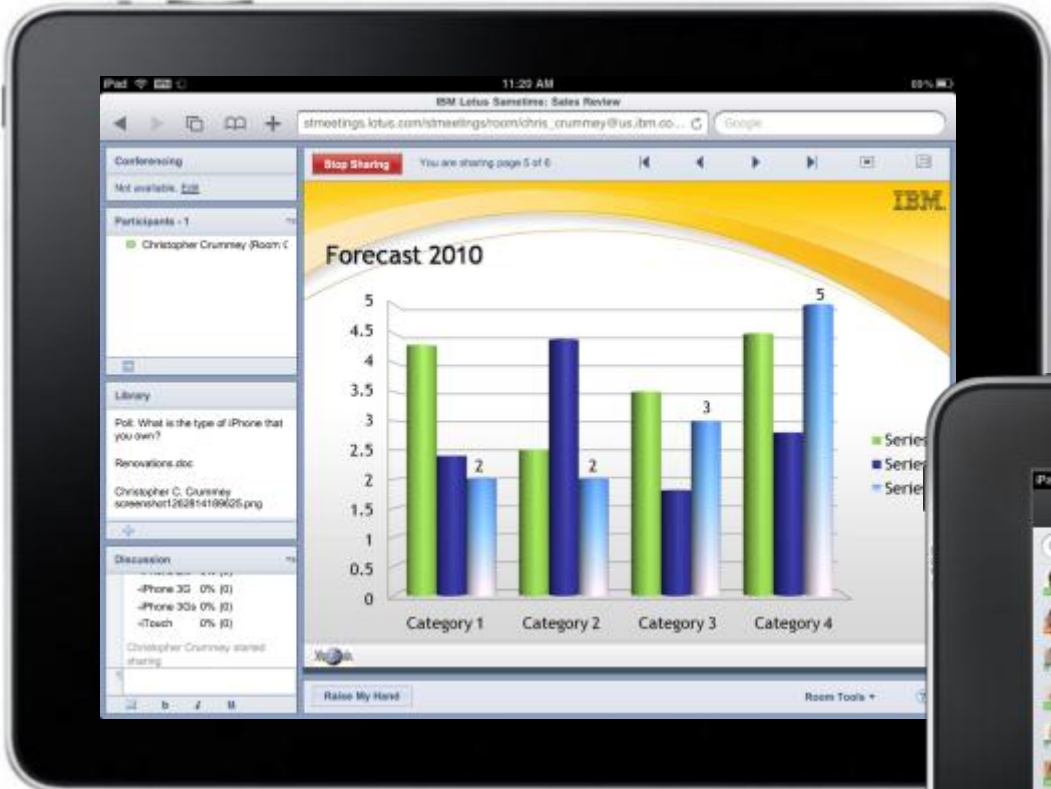 iPad
11:20 AM
IBM Lotus Sametime: Sales Review
stmeetings.lotus.com/stmeetings/room/chris_crummey@us.ibm.co...
Google
Conferencing
Not available. Edit
Participants - 1
Christopher Crummey (Room
Library
Poll. What is the type of iPhone that
you own?
Renovations.doc
Christopher C. Crummey
Discussion
-iPhone 3G 0% (0)
-iPhone 3Gs 0% (0)
-iTouch 0% (0)
Christopher Crummey started
sharing
b i u
Stop Sharing
You are sharing page 5 of 6
IBM.
Forecast 2010
5
4.5
4
3.5
3
2.5
2
1.5
1
0.5
0
2
2
3
5
Category 1
Category 2
Category 3
Category 4
Series
Series
Series
Raise My Hand
Room Tools